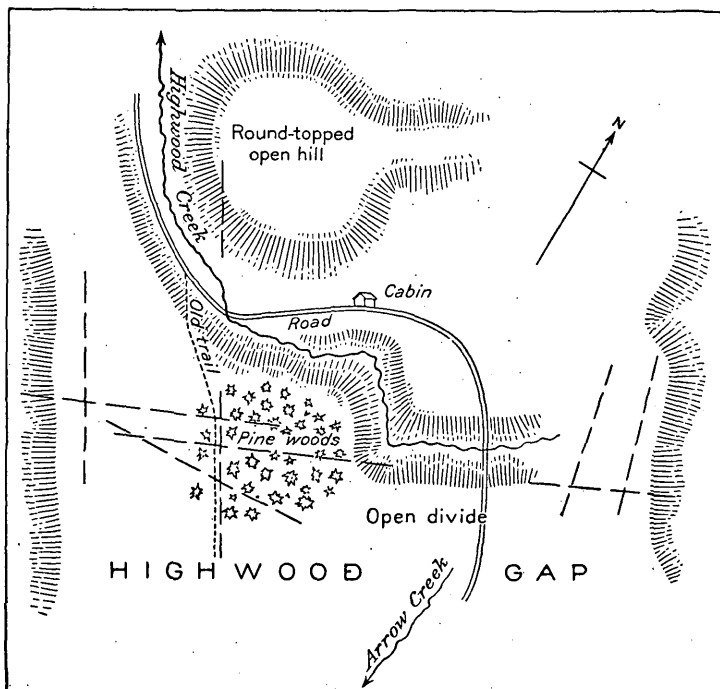 Highwood Creek
Round-topped
open hill
N
Cabin
Road
Old trail
Pine woods
Open divide
HIGHWOOD GAP
Arrow Creek